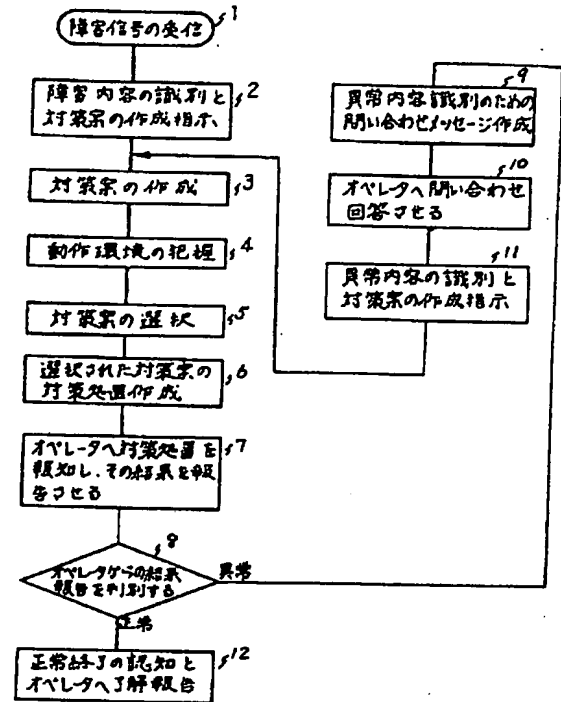 障害信号の受信
1
障害内容の識別と
対策案の作成指示
2
対策案の作成
3
動作環境の把握
4
対策案の選択
5
選択された対策案の
対策処置作成
6
オペレータへ対策処置を
報知し、その結果を報
告させる
7
オペレータからの結果
報告を判別する
8
異常
正常
異常内容識別のための
問い合わせメッセージ作成
9
オペレータへ問い合わせ
回答させる
10
異常内容の識別と
対策案の作成指示
11
正常終了の認知と
オペレータへ了解報告
12